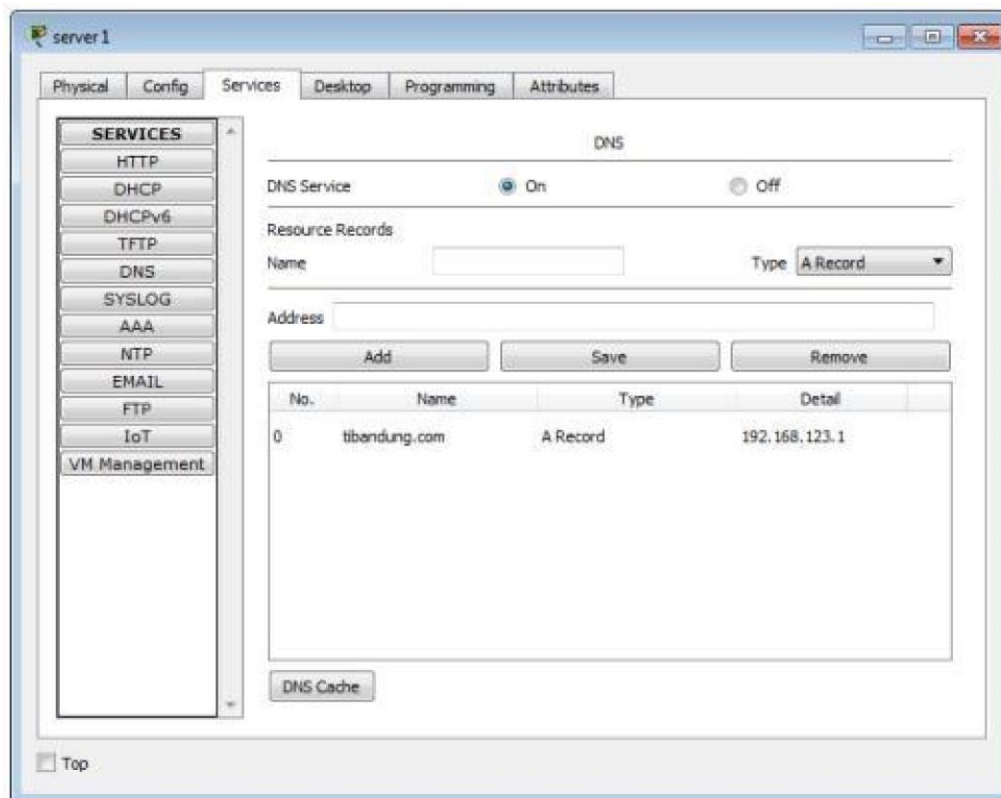 server1
Physical Config Services Desktop Programming Attributes
SERVICES
HTTP
DHCP
DHCPv6
TFTP
DNS
SYSLOG
AAA
NTP
EMAIL
FTP
IoT
VM Management
DNS
DNS Service On Off
Resource Records
Name Type A Record
Address
Add Save Remove
No. Name Type Detail
0 tibandung.com A Record 192.168.123.1
DNS Cache
Top